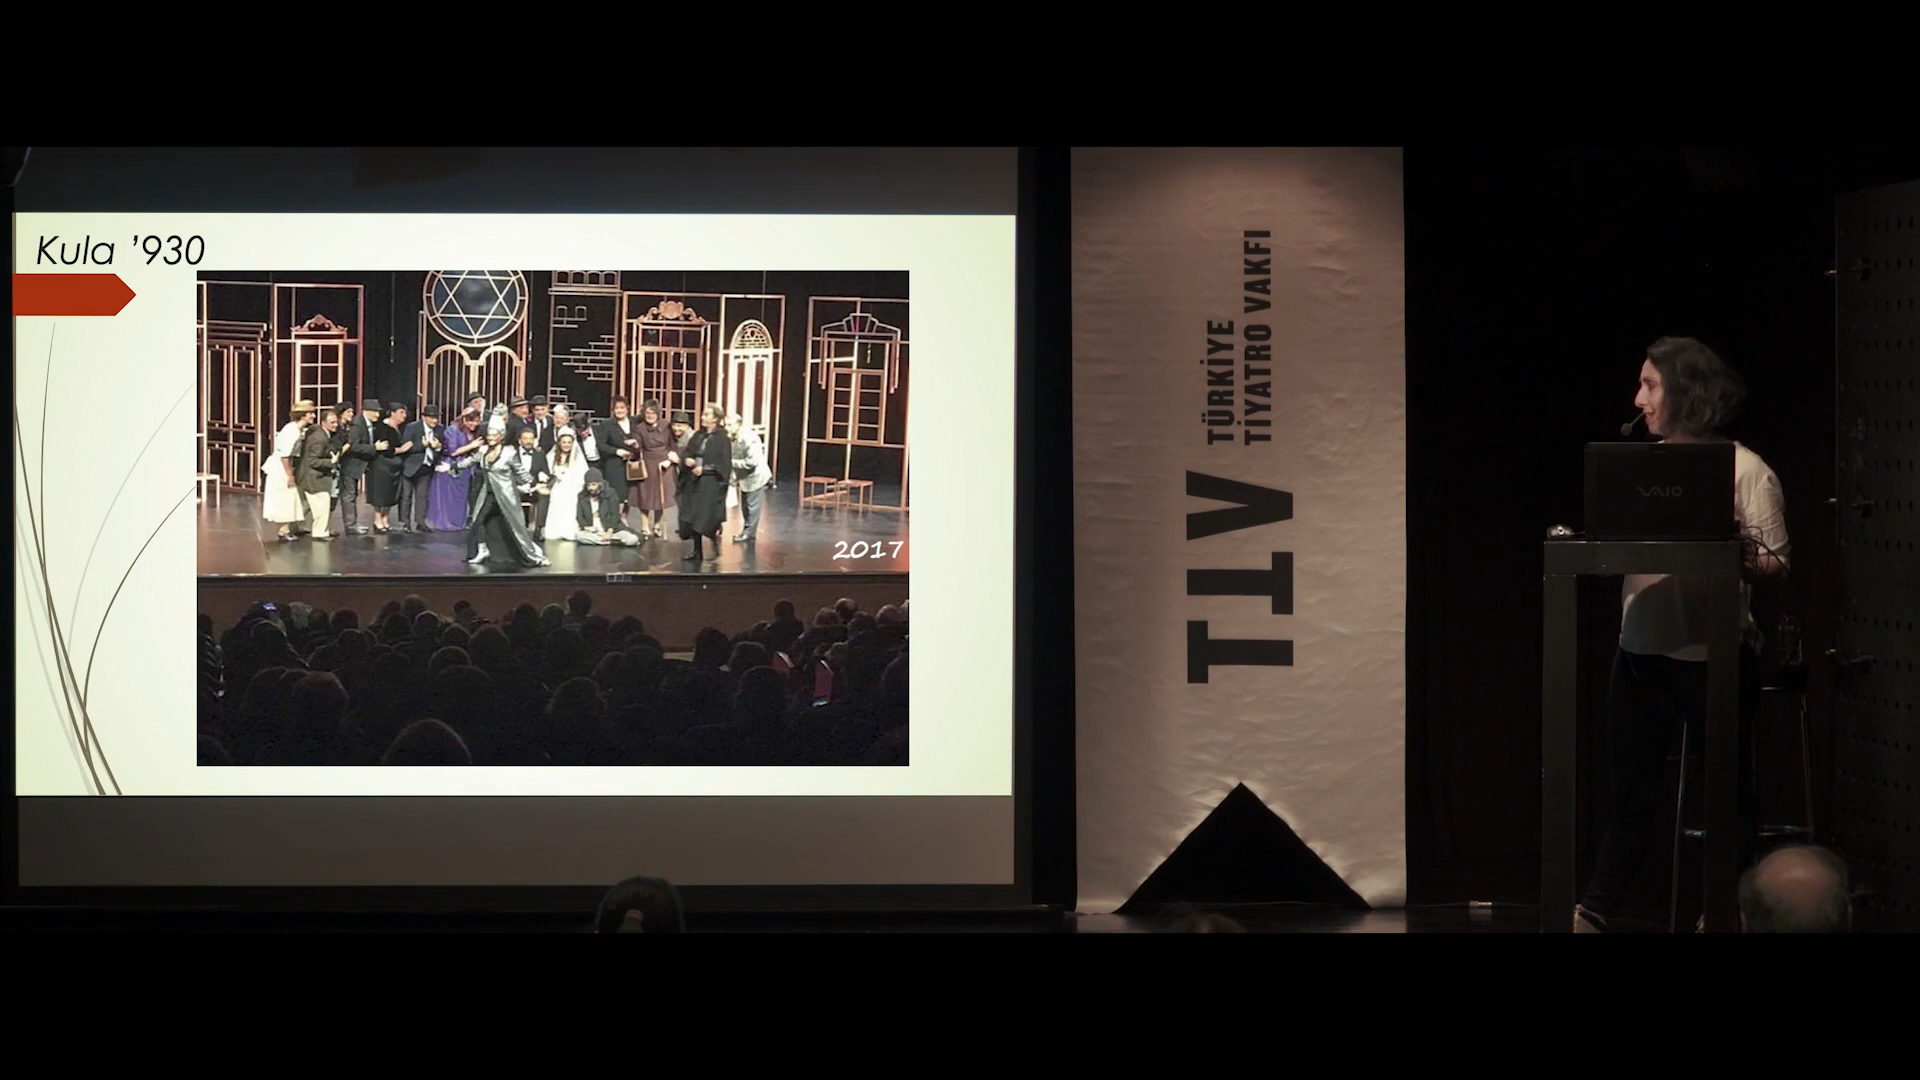 Kula ’930
2017
TÜRKİYE
TİYATRO VAKFI
TTV
VAIO